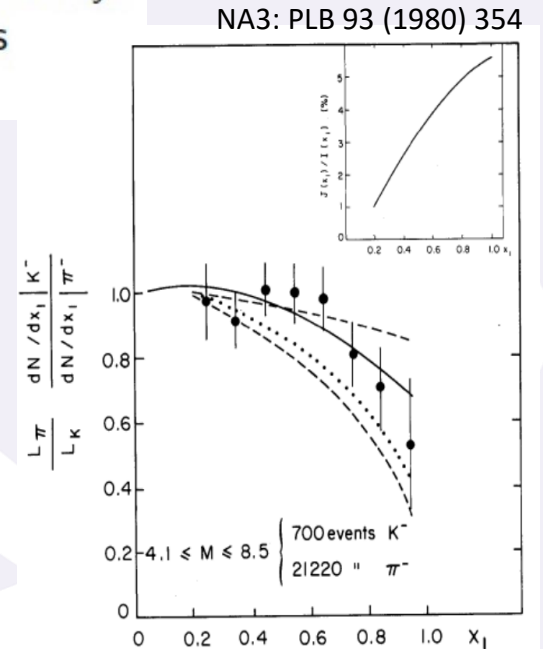 s
NA3: PLB 93 (1980) 354
J(x₁)/I(x₁) (%)
5
4
3
2
1
0
0.2 0.4 0.6 0.8 1.0 x₁
L_π dN/dx₁|K⁻
L_K dN/dx₁|π⁻
1.0
0.8
0.6
0.4
0.2
0
4.1 ≤ M ≤ 8.5
700 events K⁻
21220 " π⁻
0 0.2 0.4 0.6 0.8 1.0 X₁